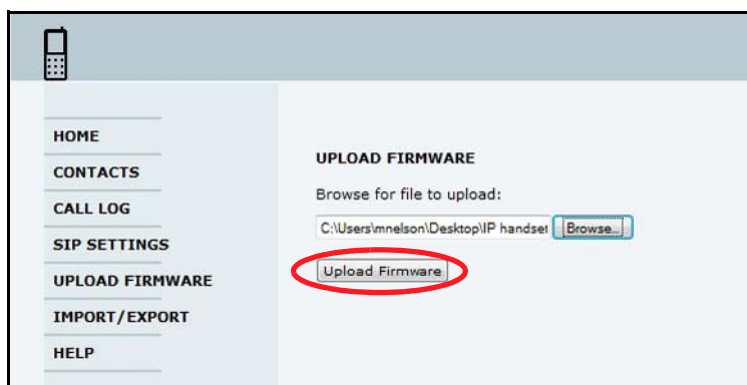 HOME
CONTACTS
CALL LOG
SIP SETTINGS
UPLOAD FIRMWARE
IMPORT/EXPORT
HELP
UPLOAD FIRMWARE
Browse for file to upload:
C:\Users\mnelson\Desktop\IP handset Browse...
Upload Firmware